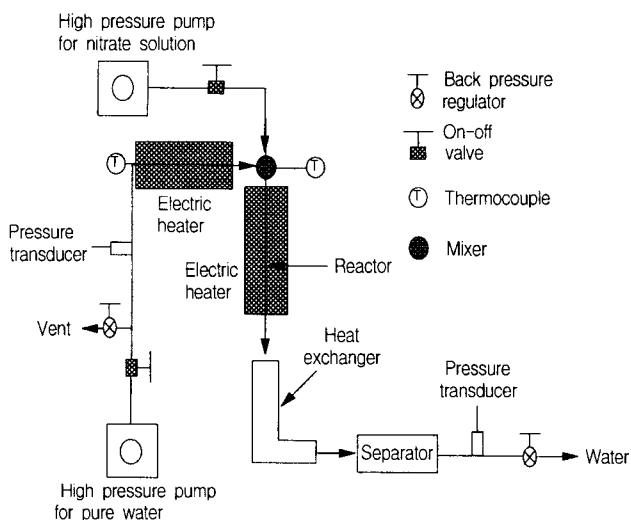 High pressure pump
for nitrate solution
Back pressure
regulator
On-off
valve
T
T
T
Thermocouple
Electric
heater
Pressure
transducer
Electric
heater
Reactor
Mixer
Vent
Heat
exchanger
Pressure
transducer
Separator
Water
High pressure pump
for pure water